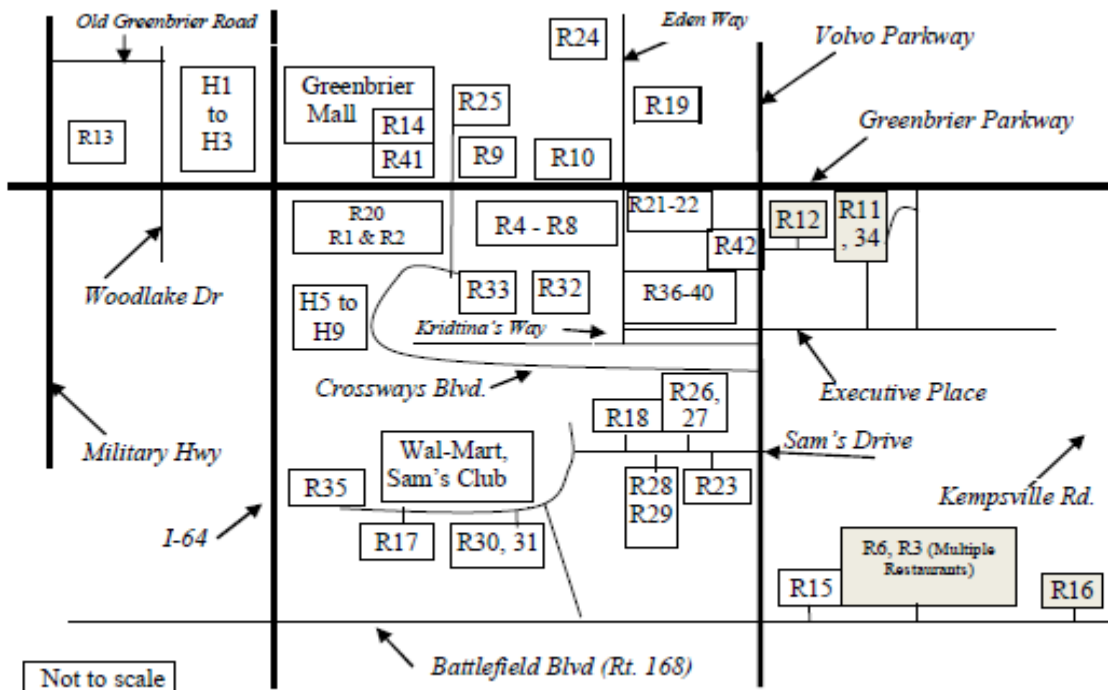 Old Greenbrier Road
R24
Eden Way
Volvo Parkway
H1
to
H3
Greenbrier
Mall
R14
R41
R25
R19
Greenbrier Parkway
R13
R9
R10
R20
R1 & R2
R4 - R8
R21-22
R42
R12
R11
, 34
Woodlake Dr
H5 to
H9
R33
R32
R36-40
Kridtina's Way
Crossways Blvd.
Executive Place
R26,
27
R18
Military Hwy
Wal-Mart,
Sam's Club
Sam's Drive
R35
R28
R29
R23
Kempsville Rd.
I-64
R17
R30, 31
R6, R3 (Multiple
Restaurants)
R15
R16
Battlefield Blvd (Rt. 168)
Not to scale